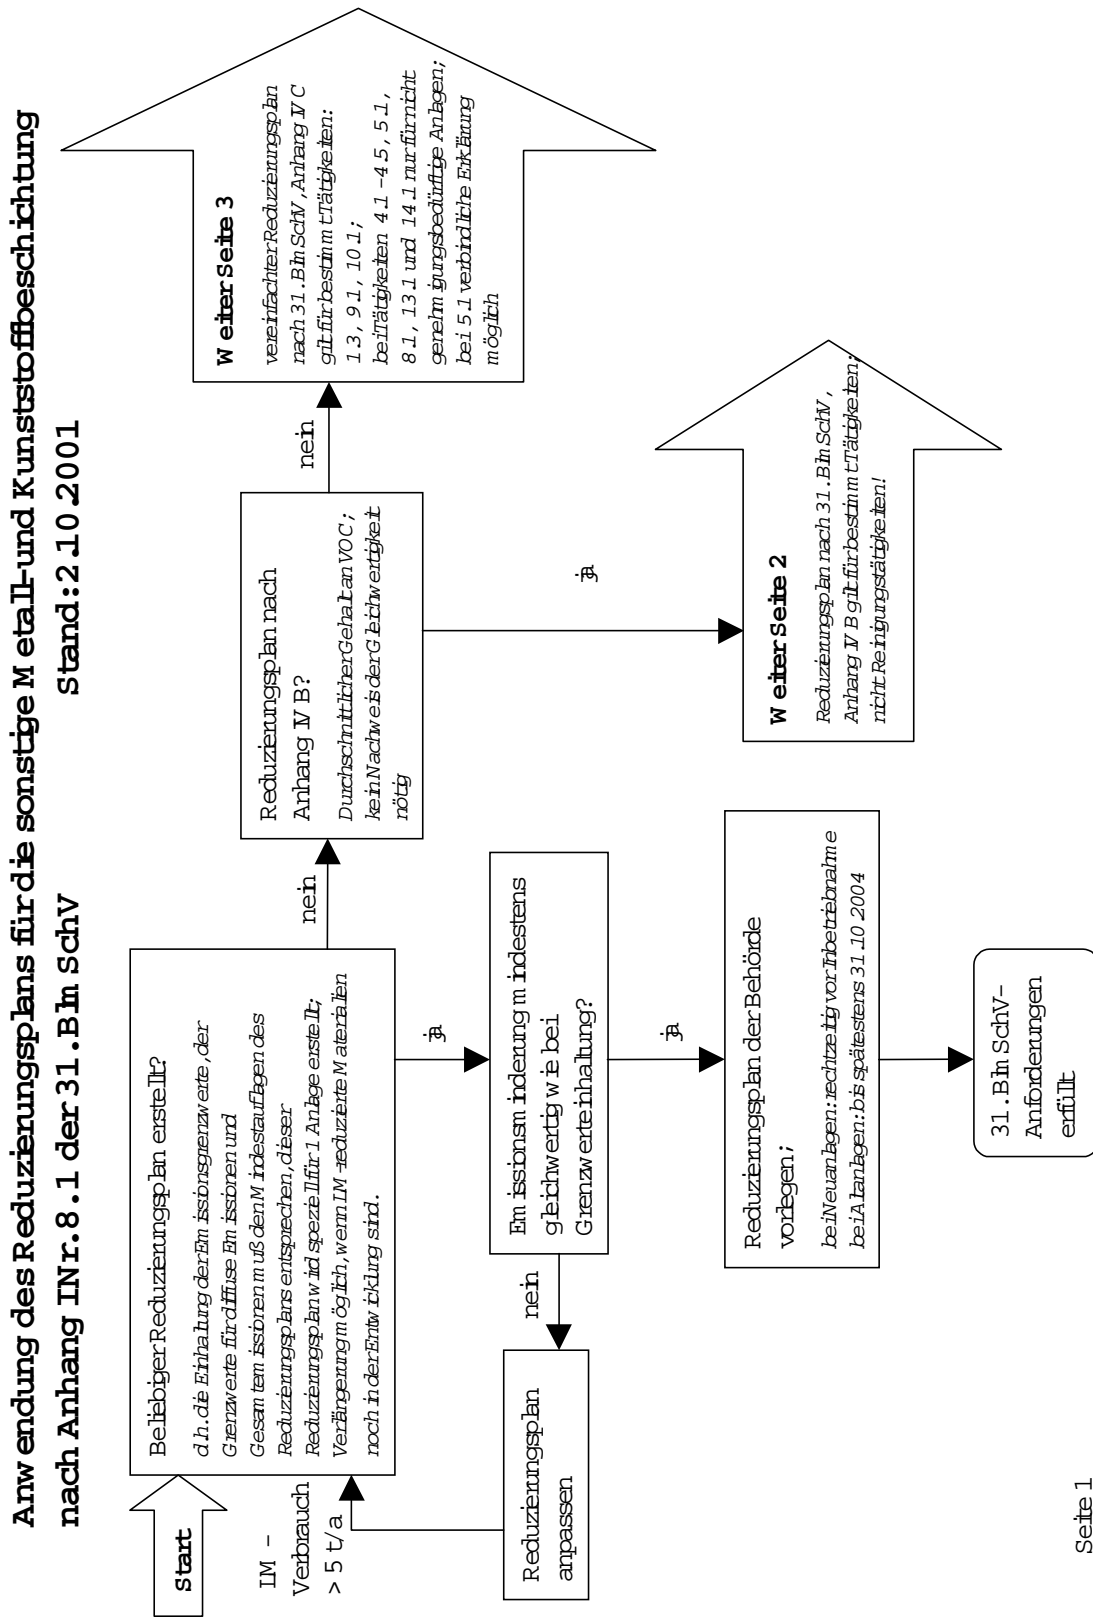 Anwendung des Reduzierungsplans für die sonstige Metall- und Kunststoffbeschichtung
nach Anhang I Nr. 8.1 der 31. BImSchV Stand: 2.10.2001
Start
IM -
Verbrauch
> 5 t/a
Beliebiger Reduzierungsplan erstellt?
d.h. die Einhaltung der Emissionsgrenzwerte, der
Grenzwerte für diffuse Emissionen und
Gesamtemissionen muß den Mindestauflagen des
Reduzierungsplans entsprechen, dieser
Reduzierungsplan wird speziell für 1 Anlage erstellt;
Verlängerung möglich, wenn IM-reduzierte Materialien
noch in der Entwicklung sind.
nein
Reduzierungsplan nach
Anhang IV B?
Durchschnittlicher Gehalt an VOC;
kein Nachweis der Gleichwertigkeit
nötig
nein
Weiter Seite 3
vereinfachter Reduzierungsplan
nach 31. BImSchV, Anhang IV C
gilt für bestimmt Tätigkeiten:
1.3, 9.1, 10.1;
bei Tätigkeiten 4.1 - 4.5, 5.1,
8.1, 13.1 und 14.1 nur für nicht
genehmigungsbedürftige Anlagen;
bei 5.1 verbindliche Erklärung
möglich
ja
ja
Weiter Seite 2
Reduzierungsplan nach 31. BImSchV,
Anhang IV B gilt für bestimmt Tätigkeiten;
nicht Reinigungstätigkeiten!
Emissionsminderung mindestens
gleichwertig wie bei
Grenzwerteinhaltung?
nein
Reduzierungsplan
anpassen
ja
Reduzierungsplan der Behörde
vorlegen;
bei Neuanlagen: rechtzeitig vor Inbetriebnahme
bei Altanlagen: bis spätestens 31.10.2004
31. BImSchV-
Anforderungen
erfüllt
Seite 1